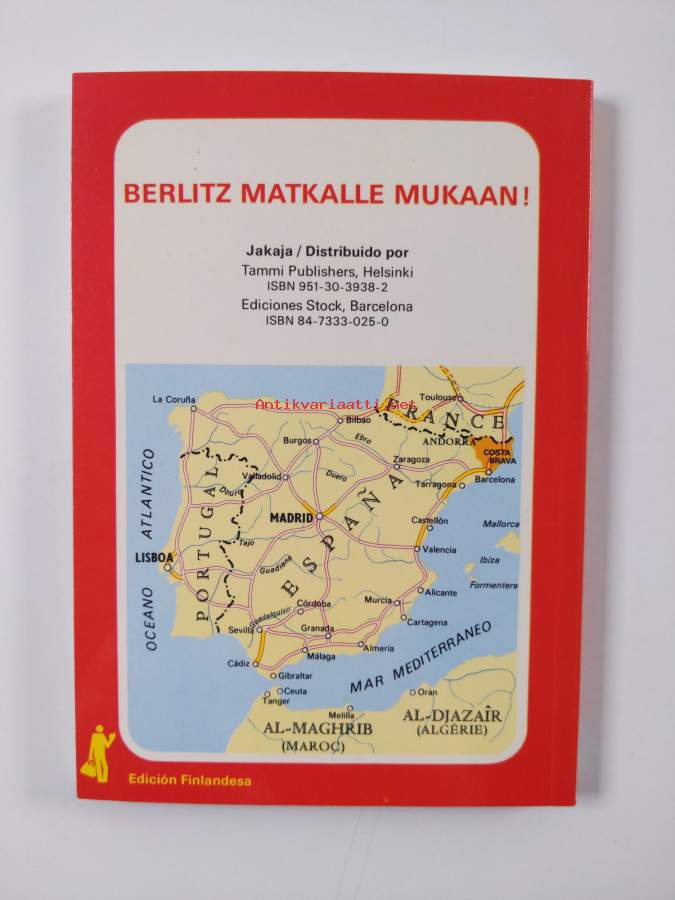 BERLITZ MATKALLE MUKAAN!
Jakaja / Distribuido por
Tammi Publishers, Helsinki
ISBN 951-30-3938-2
Ediciones Stock, Barcelona
ISBN 84-7333-025-0
Antikvariaatti.net
La Coruña
Toulouse
Bilbao
FRANCE
Burgos
Ebro
ANDORRA
COSTA
BRAVA
Zaragoza
Valladolid
Duero
Barcelona
Tarragona
Douro
OCEANO ATLANTICO
PORTUGAL
ESPAÑA
MADRID
Castellón
Mallorca
Tajo
Valencia
LISBOA
Guadiana
Ibiza
Formentera
Alicante
Murcia
Córdoba
Guadalquivir
Cartagena
Sevilla
Granada
Almería
Málaga
Cádiz
MAR MEDITERRANEO
Gibraltar
Ceuta
Tanger
Oran
Melilla
AL-MAGHRIB
(MAROC)
AL-DJAZAÏR
(ALGÉRIE)
Edición Finlandesa